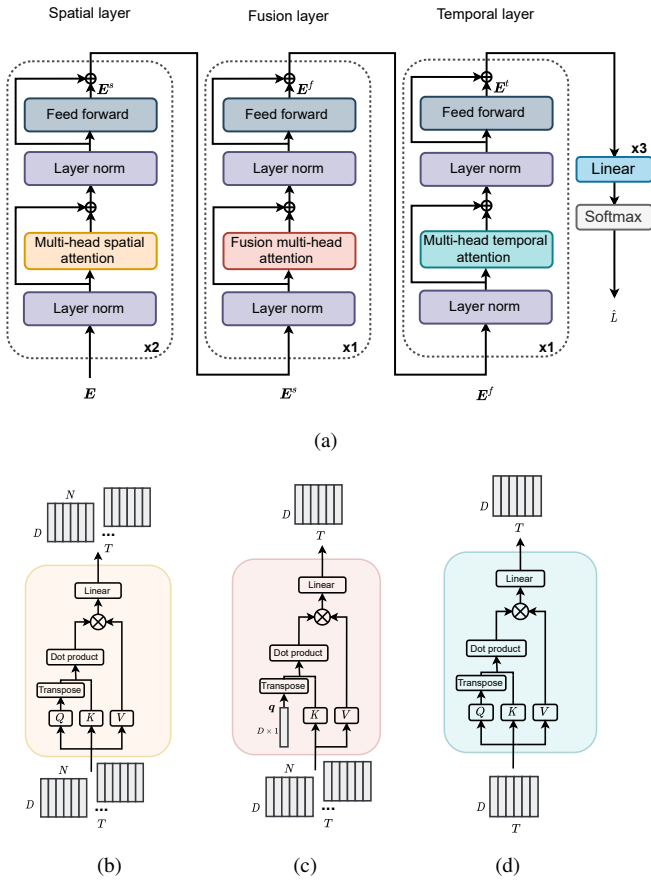 Spatial layer
Fusion layer
Temporal layer
E^s
E^f
E^t
Feed forward
Feed forward
Feed forward
x3
Layer norm
Layer norm
Layer norm
Linear
Softmax
Multi-head spatial
attention
Fusion multi-head
attention
Multi-head temporal
attention
Layer norm
Layer norm
Layer norm
L̂
x2
x1
x1
E
E^s
E^f
(a)
N
D
...
T
Linear
Dot product
Transpose
Q
K
V
N
D
...
T
(b)
D
T
Linear
Dot product
Transpose
q
D × 1
K
V
N
D
...
T
(c)
D
T
Linear
Dot product
Transpose
Q
K
V
D
T
(d)